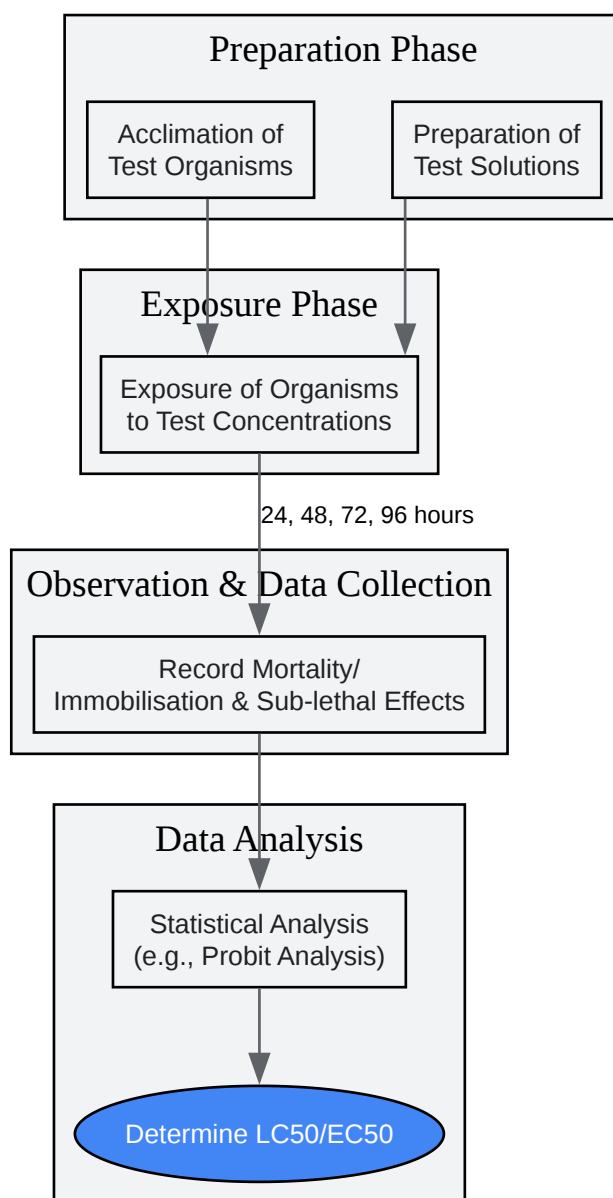 Preparation Phase
Acclimation of
Test Organisms
Preparation of
Test Solutions
Exposure Phase
Exposure of Organisms
to Test Concentrations
24, 48, 72, 96 hours
Observation & Data Collection
Record Mortality/
Immobilisation & Sub-lethal Effects
Data Analysis
Statistical Analysis
(e.g., Probit Analysis)
Determine LC50/EC50